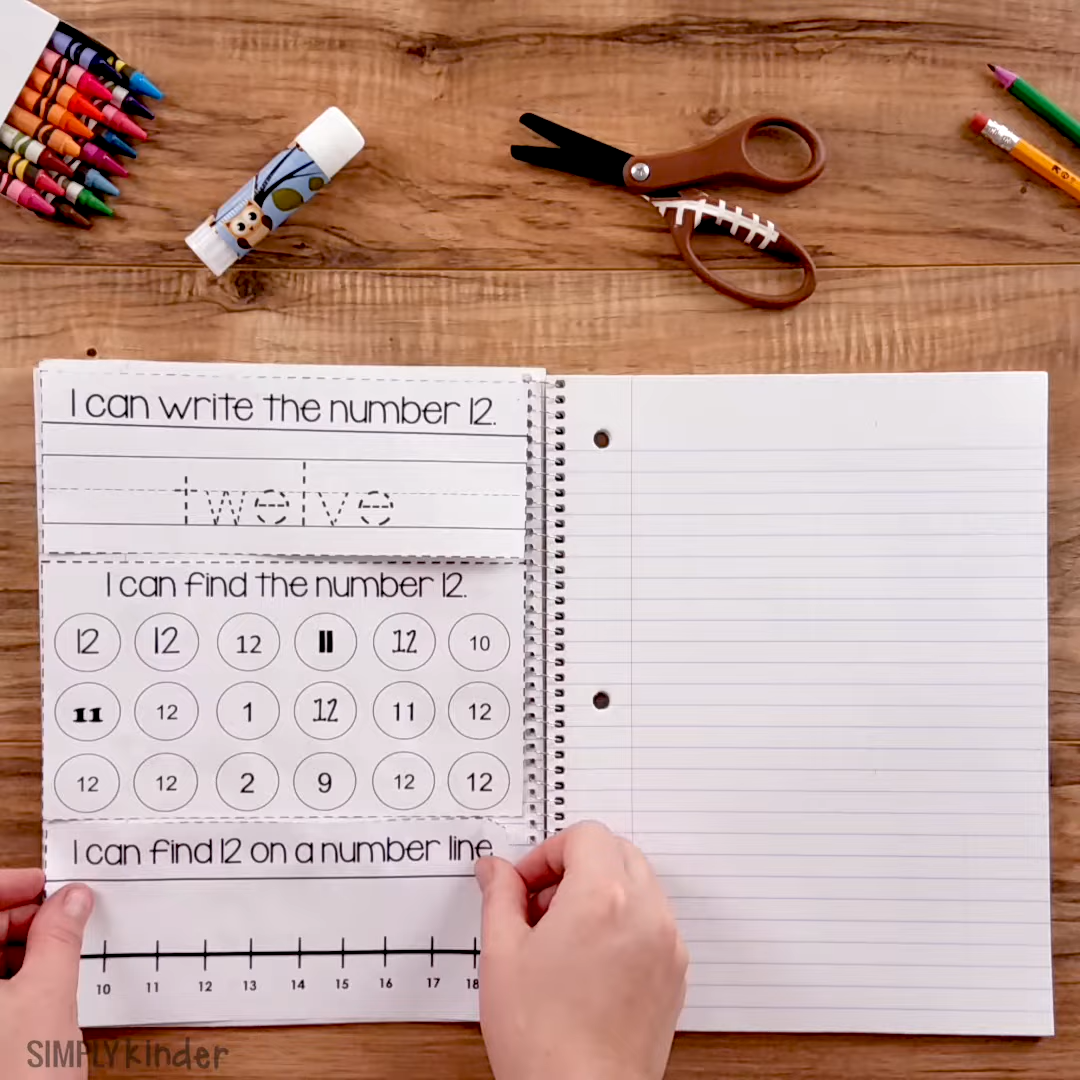 I can write the number 12.
twelve
I can find the number 12.
12 12 12 11 12 10
11 12 1 12 11 12
12 12 2 9 12 12
I can find 12 on a number line
10 11 12 13 14 15 16 17 18
SIMPLY kinder